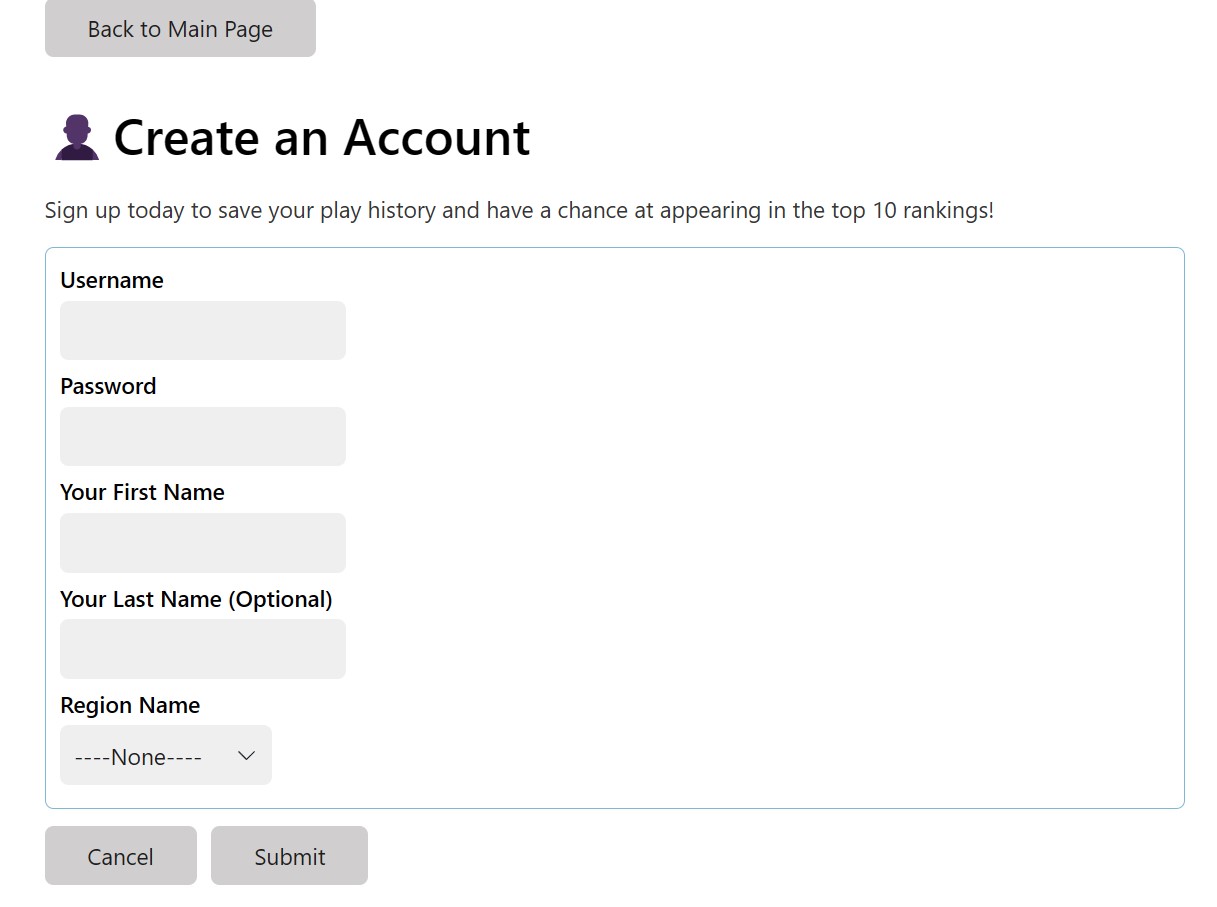 Back to Main Page
Create an Account
Sign up today to save your play history and have a chance at appearing in the top 10 rankings!
Username
Password
Your First Name
Your Last Name (Optional)
Region Name
----None----
Cancel Submit